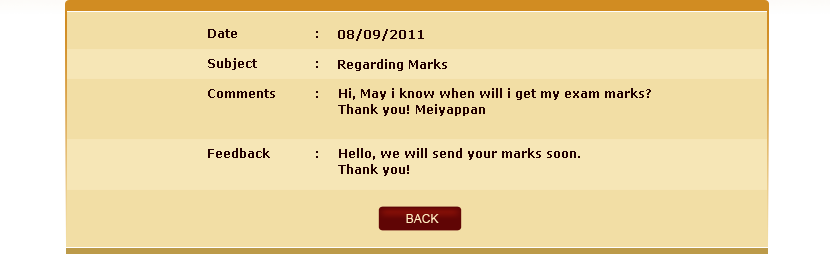 Date : 08/09/2011
Subject : Regarding Marks
Comments : Hi, May i know when will i get my exam marks?
Thank you! Meiyappan
Feedback : Hello, we will send your marks soon.
Thank you!
BACK